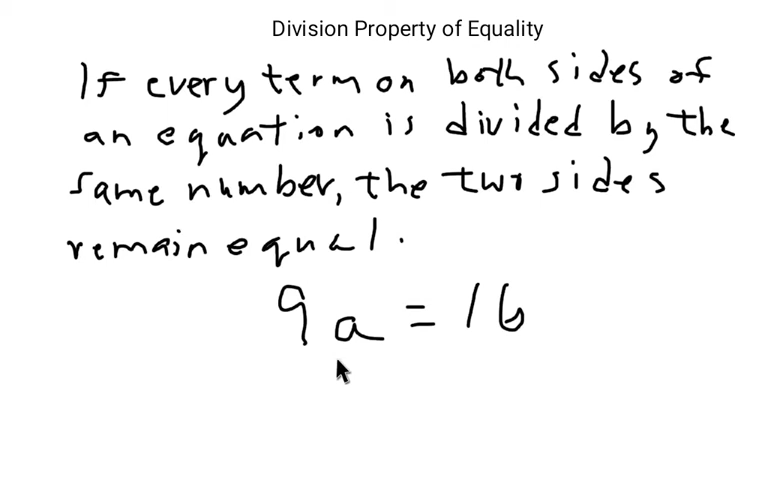 Division Property of Equality
If every term on both sides of
an equation is divided by the
same number, the two sides
remain equal.
9a = 16